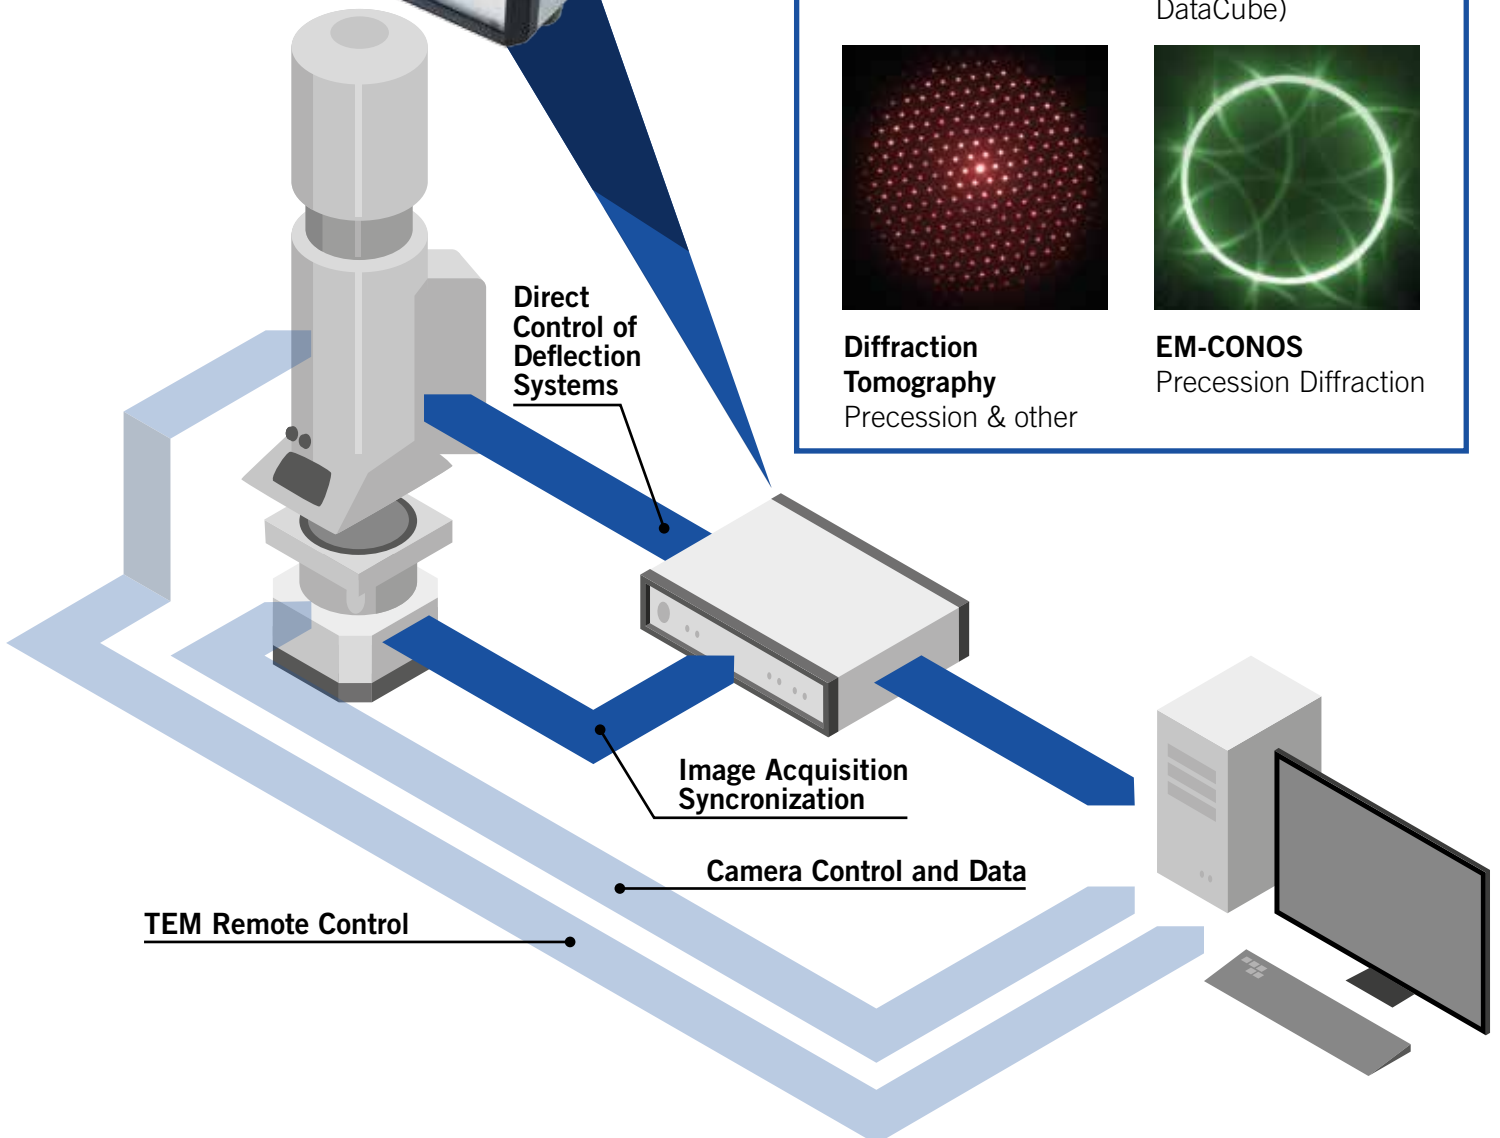 DataCube)
Diffraction
Tomography
Precession & other
EM-CONOS
Precession Diffraction
Direct
Control of
Deflection
Systems
Image Acquisition
Syncronization
Camera Control and Data
TEM Remote Control